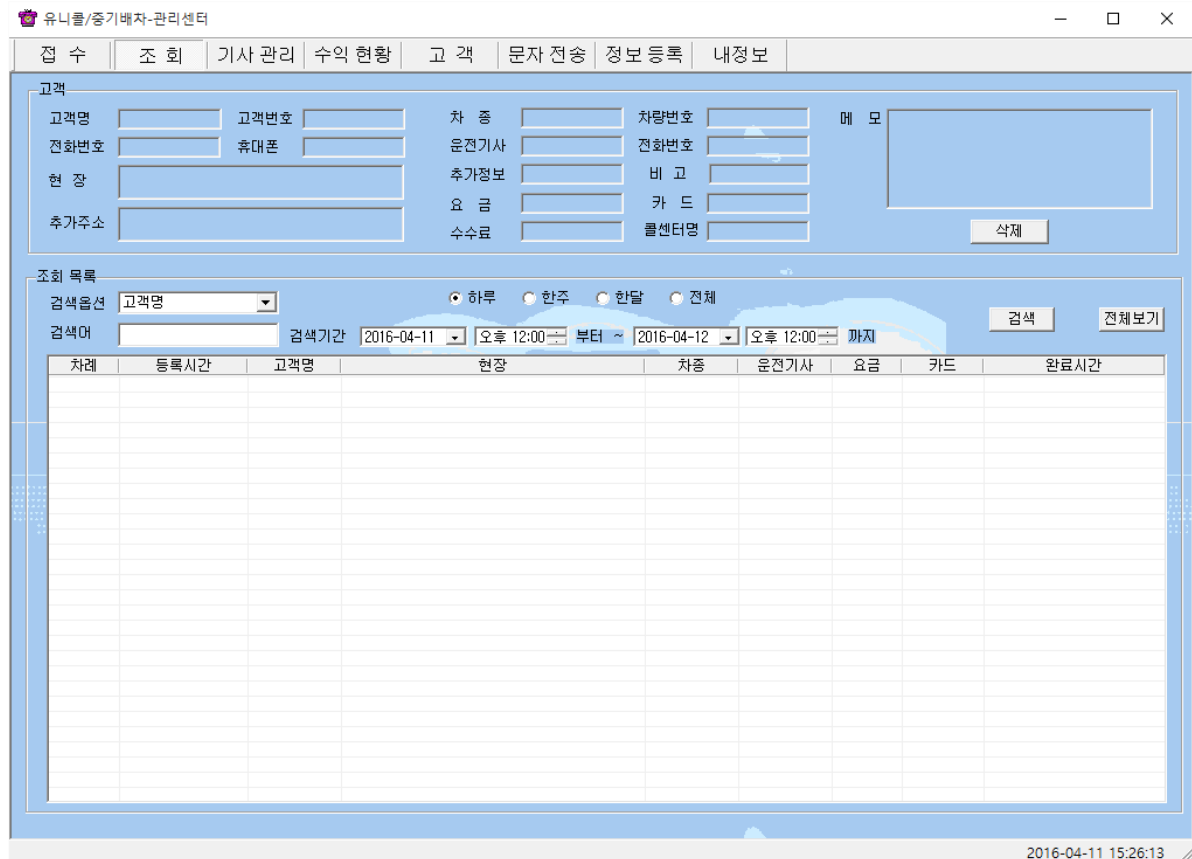 유니콜/중기배차-관리센터
접 수 조 회 기사 관리 수익 현황 고 객 문자 전송 정보 등록 내정보
고객
고객명 고객번호 차 종 차량번호 메 모
전화번호 휴대폰 운전기사 전화번호
현 장 추가정보 비 고
요 금 카 드
추가주소 수수료 콜센터명 삭제
조회 목록
검색옵션 고객명 하루 한주 한달 전체
검색어 검색기간 2016-04-11 오후 12:00 부터 ~ 2016-04-12 오후 12:00 까지 검색 전체보기
차례 등록시간 고객명 현장 차종 운전기사 요금 카드 완료시간
2016-04-11 15:26:13